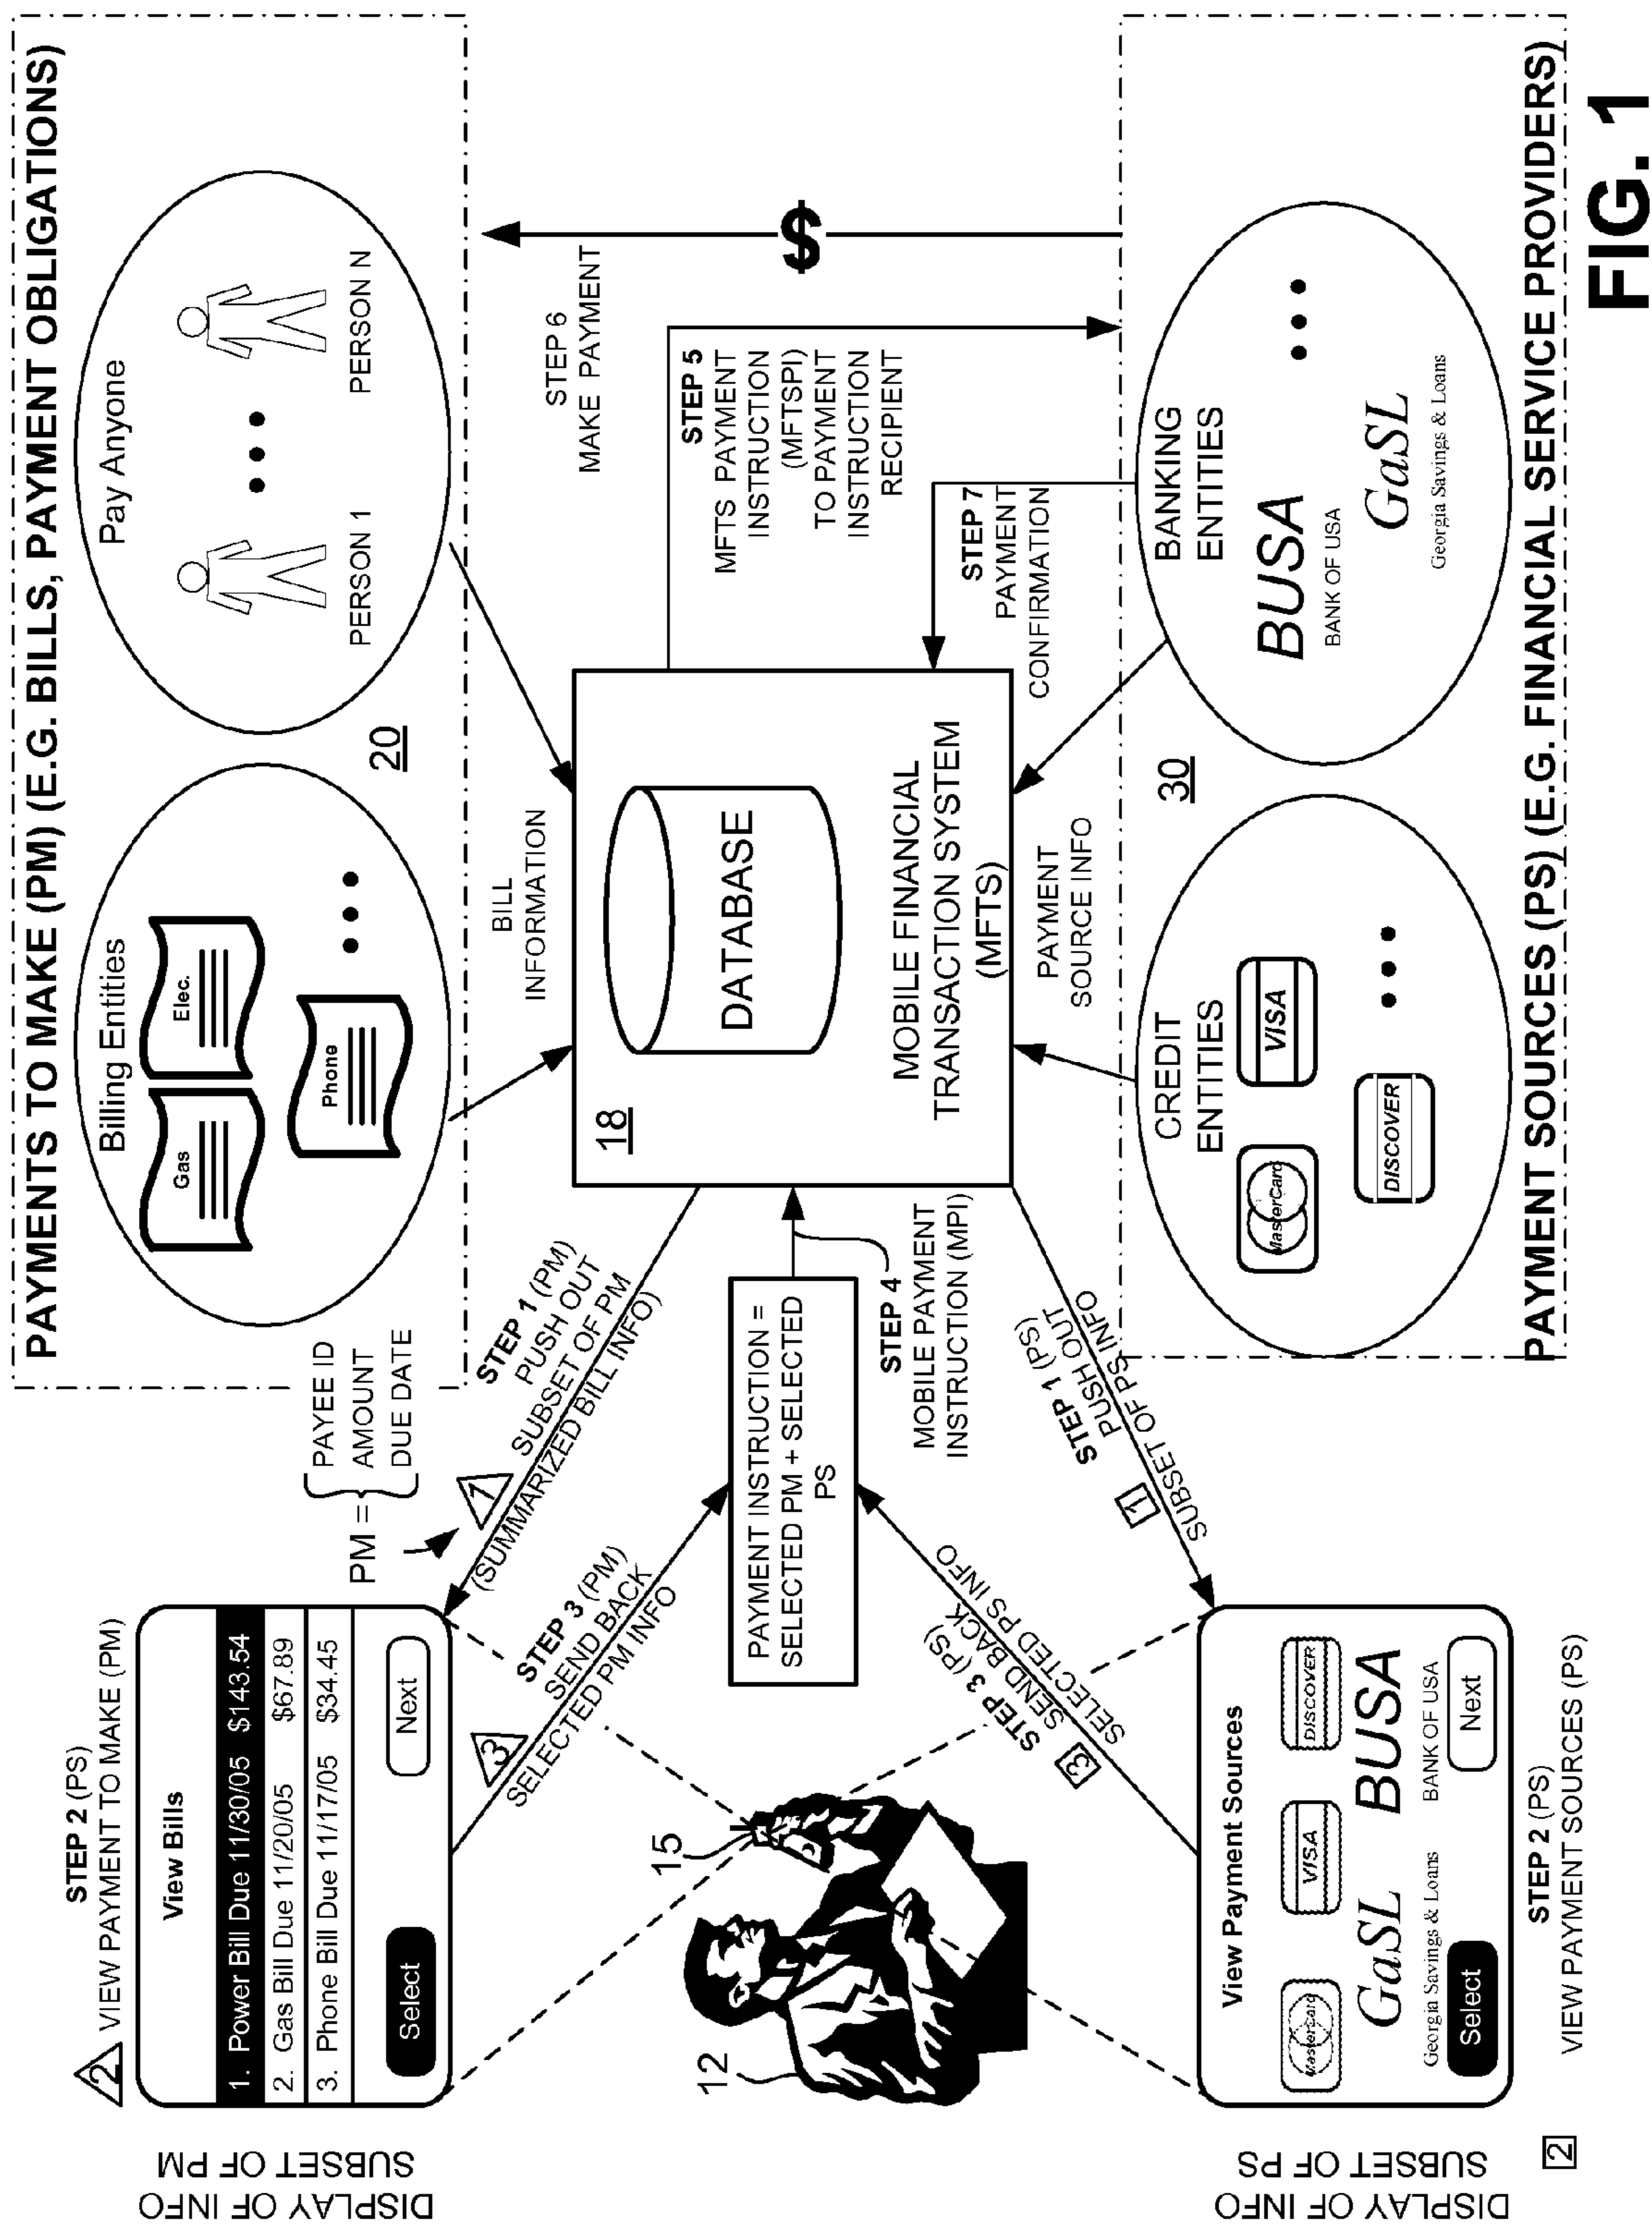 PAYMENTS TO MAKE (PM) (E.G. BILLS, PAYMENT OBLIGATIONS)
STEP 2 (PS)
2 VIEW PAYMENT TO MAKE (PM)
DISPLAY OF INFO
SUBSET OF PM
View Bills
1. Power Bill Due 11/30/05 $143.54
2. Gas Bill Due 11/20/05 $67.89
3. Phone Bill Due 11/17/05 $34.45
Select
Next
PM =
PAYEE ID
AMOUNT
DUE DATE
Billing Entities
Gas
Elec.
Phone
20
Pay Anyone
PERSON 1
PERSON N
1
STEP 1 (PM)
PUSH OUT
SUBSET OF PM
(SUMMARIZED BILL INFO)
BILL
INFORMATION
STEP 6
MAKE PAYMENT
$
3
STEP 3 (PM)
SEND BACK
SELECTED PM INFO
15
12
PAYMENT INSTRUCTION =
SELECTED PM + SELECTED
PS
STEP 4
MOBILE PAYMENT
INSTRUCTION (MPI)
18
DATABASE
MOBILE FINANCIAL
TRANSACTION SYSTEM
(MFTS)
STEP 5
MFTS PAYMENT
INSTRUCTION
(MFTSPI)
TO PAYMENT
INSTRUCTION
RECIPIENT
STEP 7
PAYMENT
CONFIRMATION
3
STEP 3 (PS)
SEND BACK
SELECTED PS INFO
1
STEP 1 (PS)
PUSH OUT
SUBSET OF PS INFO
PAYMENT
SOURCE INFO
DISPLAY OF INFO
SUBSET OF PS
View Payment Sources
MasterCard
VISA
DISCOVER
GaSL
Georgia Savings & Loans
BUSA
BANK OF USA
Select
Next
2
STEP 2 (PS)
VIEW PAYMENT SOURCES (PS)
30
CREDIT
ENTITIES
MasterCard
VISA
DISCOVER
BANKING
ENTITIES
BUSA
BANK OF USA
GaSL
Georgia Savings & Loans
PAYMENT SOURCES (PS) (E.G. FINANCIAL SERVICE PROVIDERS)
FIG. 1